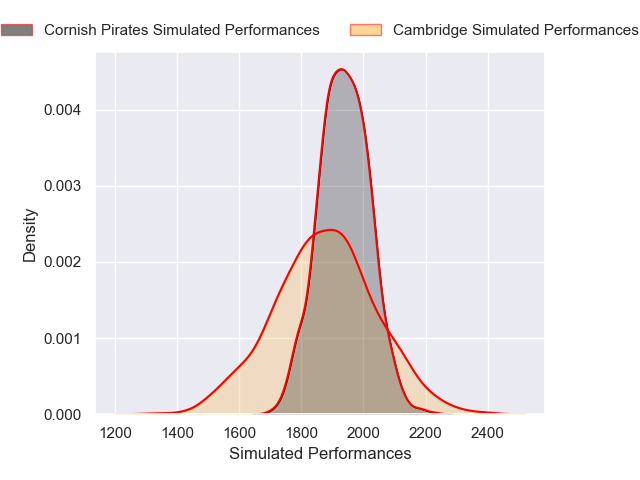 Cornish Pirates Simulated Performances Cambridge Simulated Performances
0.004
0.003
0.002
0.001
0.000
Density
1200 1400 1600 1800 2000 2200 2400
Simulated Performances